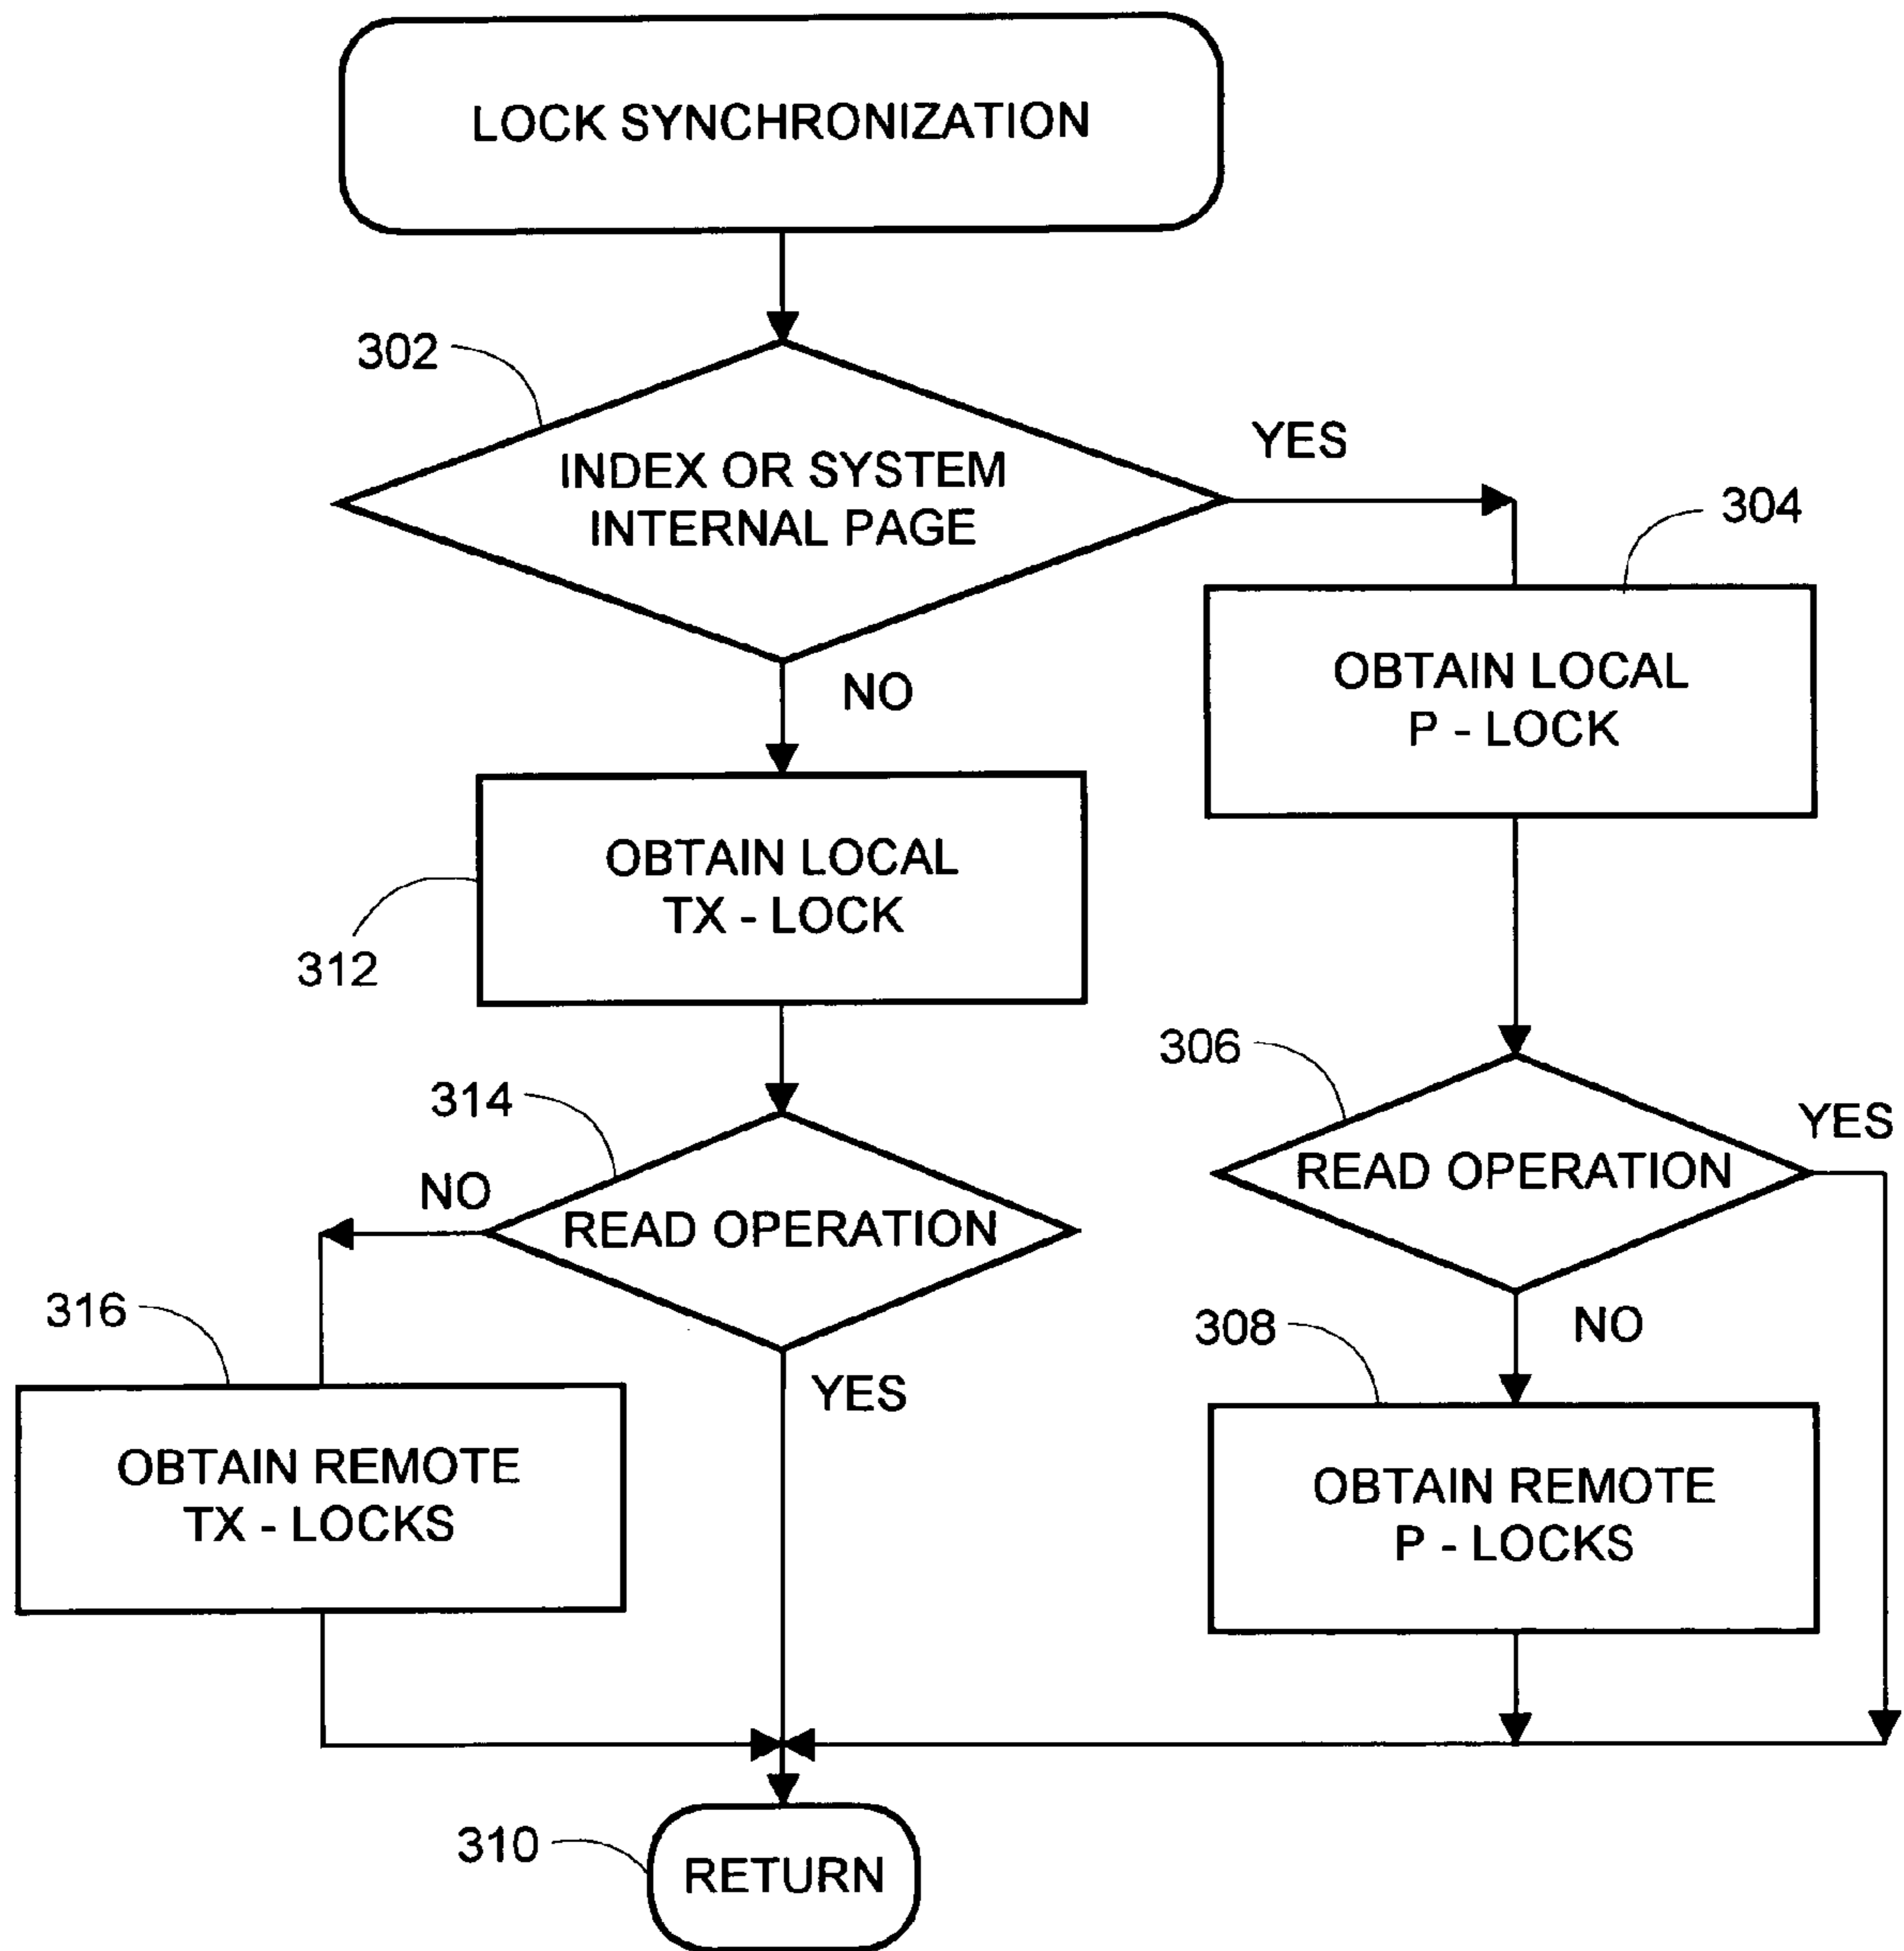 LOCK SYNCHRONIZATION
302
INDEX OR SYSTEM
INTERNAL PAGE
YES
304
OBTAIN LOCAL
P - LOCK
NO
OBTAIN LOCAL
TX - LOCK
312
306
READ OPERATION
YES
314
NO
READ OPERATION
YES
316
OBTAIN REMOTE
TX - LOCKS
308
NO
OBTAIN REMOTE
P - LOCKS
310
RETURN